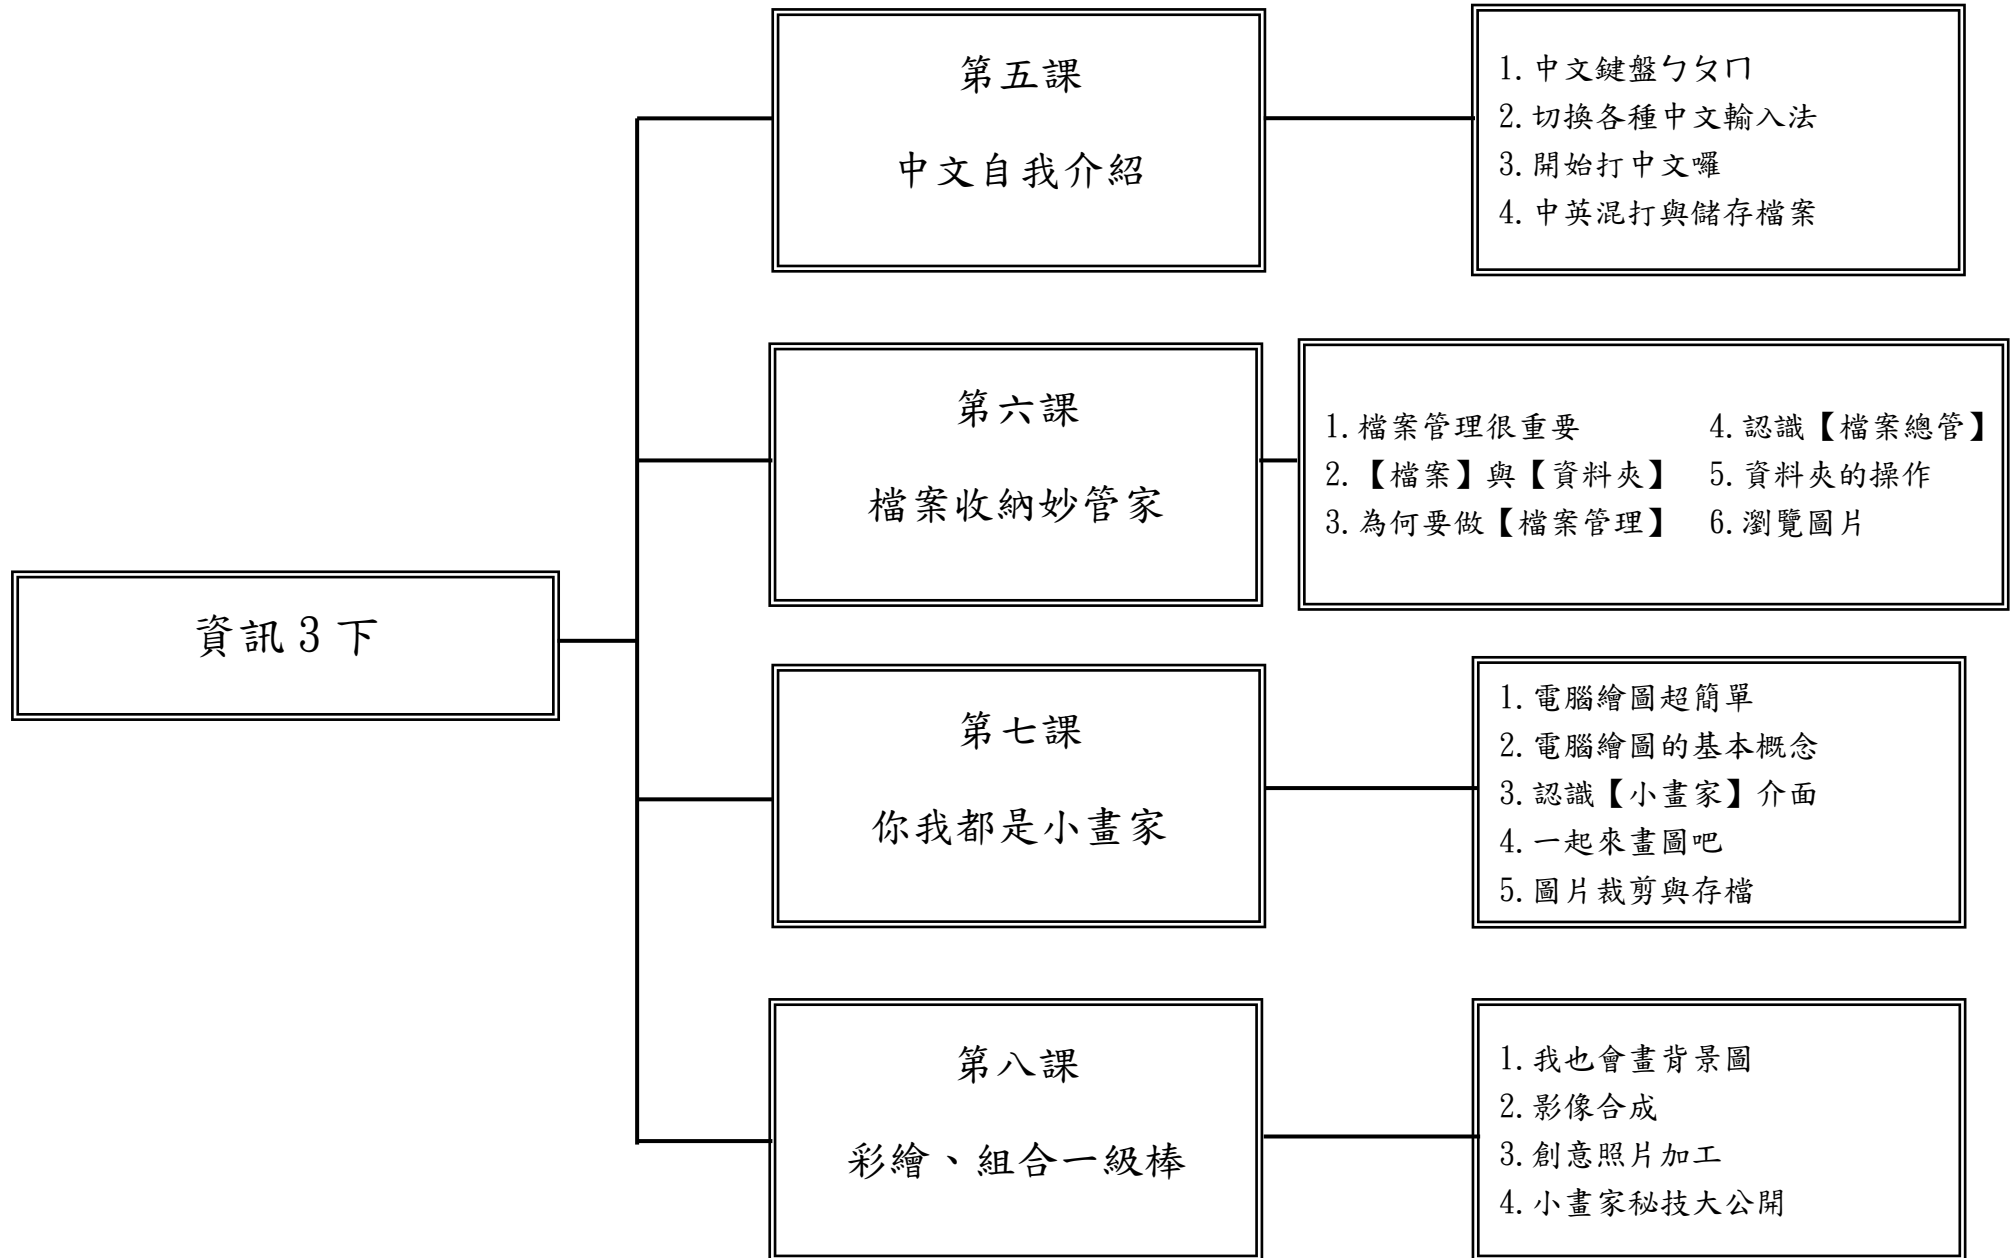 資訊 3 下
第五課
中文自我介紹
1.中文鍵盤ㄅㄆㄇ
2.切換各種中文輸入法
3.開始打中文囉
4.中英混打與儲存檔案
第六課
檔案收納妙管家
1.檔案管理很重要
2.【檔案】與【資料夾】
3.為何要做【檔案管理】
4.認識【檔案總管】
5.資料夾的操作
6.瀏覽圖片
第七課
你我都是小畫家
1.電腦繪圖超簡單
2.電腦繪圖的基本概念
3.認識【小畫家】介面
4.一起來畫圖吧
5.圖片裁剪與存檔
第八課
彩繪、組合一級棒
1.我也會畫背景圖
2.影像合成
3.創意照片加工
4.小畫家秘技大公開